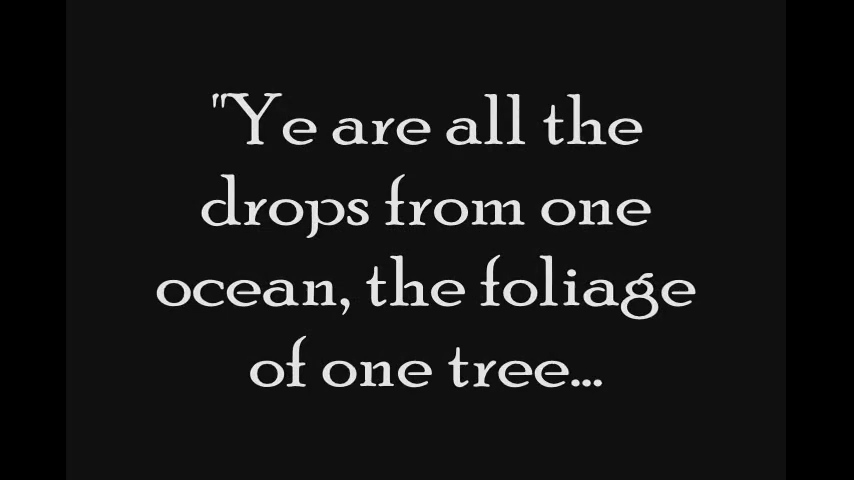 "Ye are all the
drops from one
ocean, the foliage
of one tree...